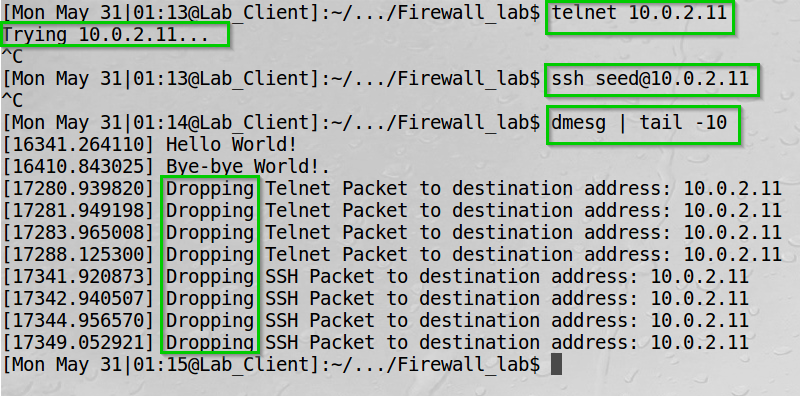 [Mon May 31|01:13@Lab_Client]:~/.../Firewall_lab$ telnet 10.0.2.11
Trying 10.0.2.11...
^C
[Mon May 31|01:13@Lab_Client]:~/.../Firewall_lab$ ssh seed@10.0.2.11
^C
[Mon May 31|01:14@Lab_Client]:~/.../Firewall_lab$ dmesg | tail -10
[16341.264110] Hello World!
[16410.843025] Bye-bye World!.
[17280.939820] Dropping Telnet Packet to destination address: 10.0.2.11
[17281.949198] Dropping Telnet Packet to destination address: 10.0.2.11
[17283.965008] Dropping Telnet Packet to destination address: 10.0.2.11
[17288.125300] Dropping Telnet Packet to destination address: 10.0.2.11
[17341.920873] Dropping SSH Packet to destination address: 10.0.2.11
[17342.940507] Dropping SSH Packet to destination address: 10.0.2.11
[17344.956570] Dropping SSH Packet to destination address: 10.0.2.11
[17349.052921] Dropping SSH Packet to destination address: 10.0.2.11
[Mon May 31|01:15@Lab_Client]:~/.../Firewall_lab$